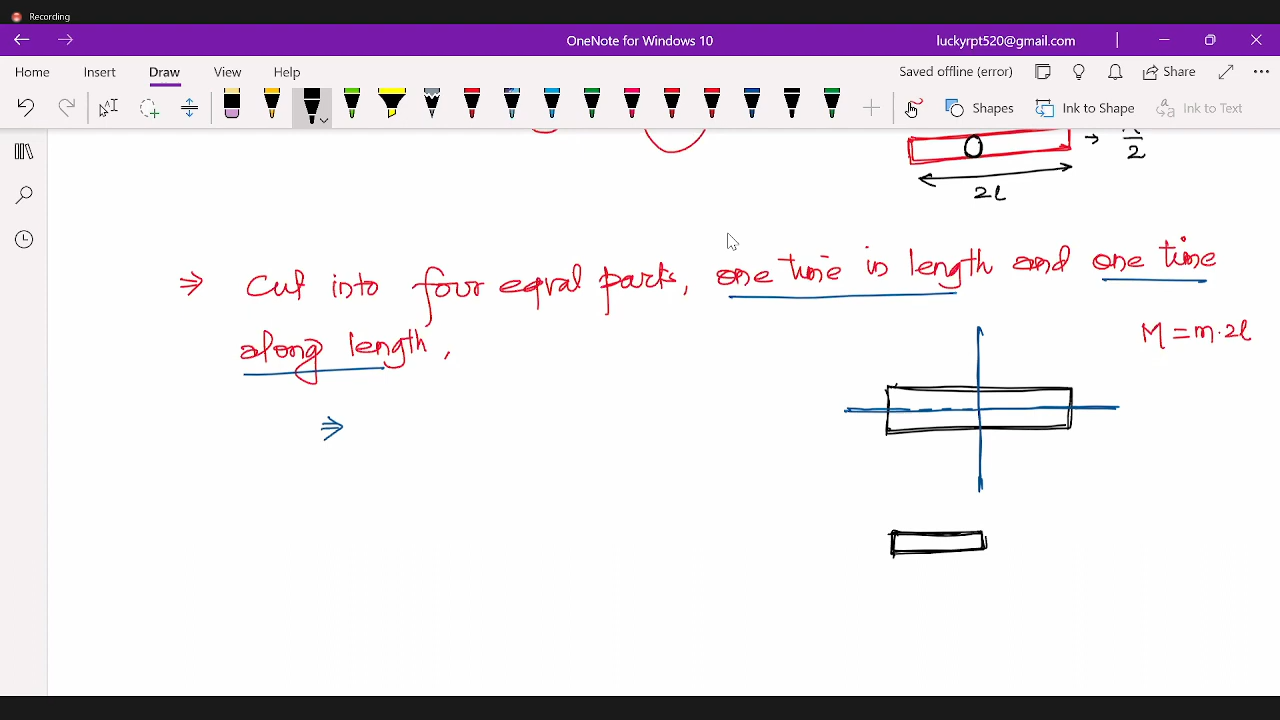 Recording
OneNote for Windows 10
luckyrpt520@gmail.com
Home Insert Draw View Help
Saved offline (error)
Share
Shapes
Ink to Shape
Ink to Text
2
2l
⇒ Cut into four equal parts, one time in length and one time
along length,
M = m·2l
⇒